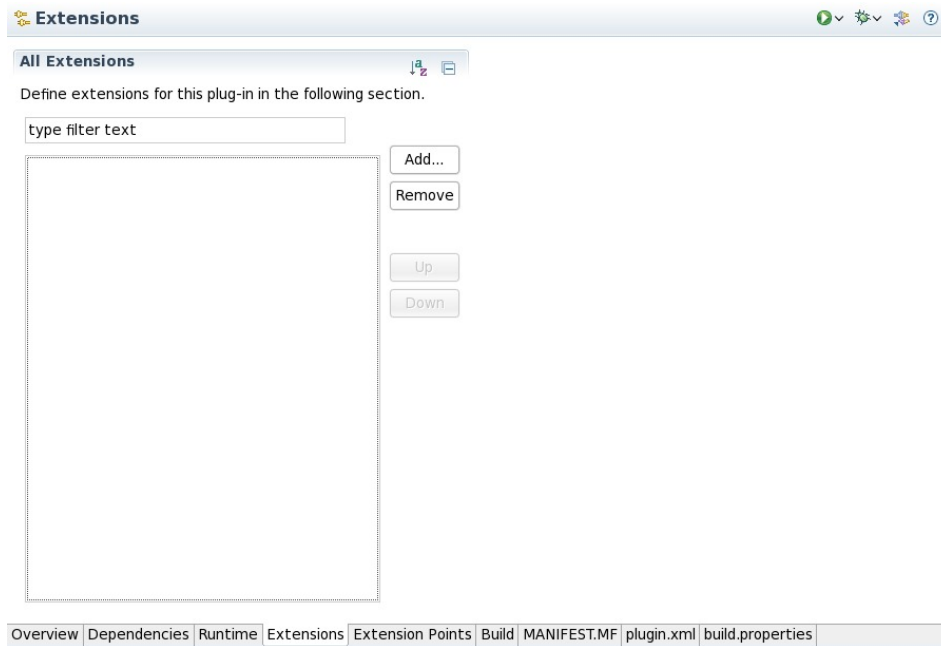 Extensions
All Extensions
Define extensions for this plug-in in the following section.
type filter text
Add...
Remove
Up
Down
Overview Dependencies Runtime Extensions Extension Points Build MANIFEST.MF plugin.xml build.properties